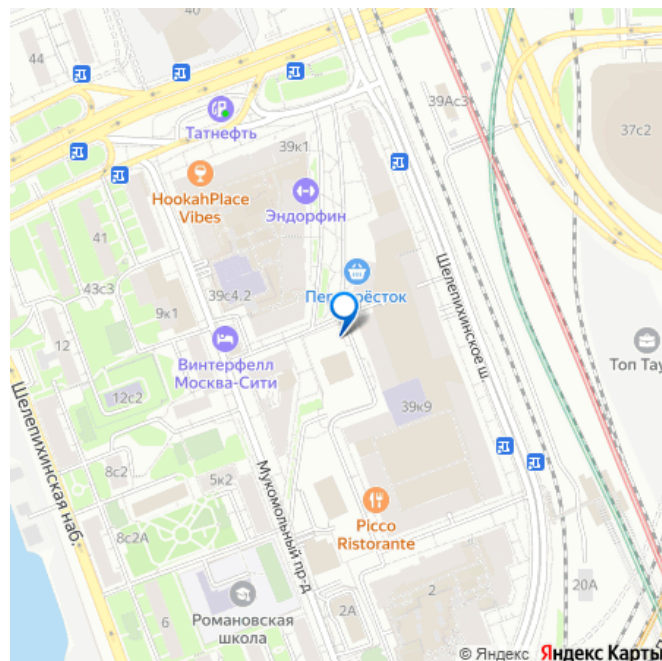 40
44
39Ас3
37с2
Татнефть
39к1
HookahPlace
Vibes
Эндорфин
41
43с3
9к1
39с4.2
Шелепихинское ш.
12
Винтерфелл
Москва-Сити
12с2
Топ Тау
39к9
Шелепихинская наб.
8с2
5к2
Мукомольный пр-д
8с2А
Picco
Ristorante
6
Романовская
школа
2А
2
20А
© Яндекс Яндекс Карты